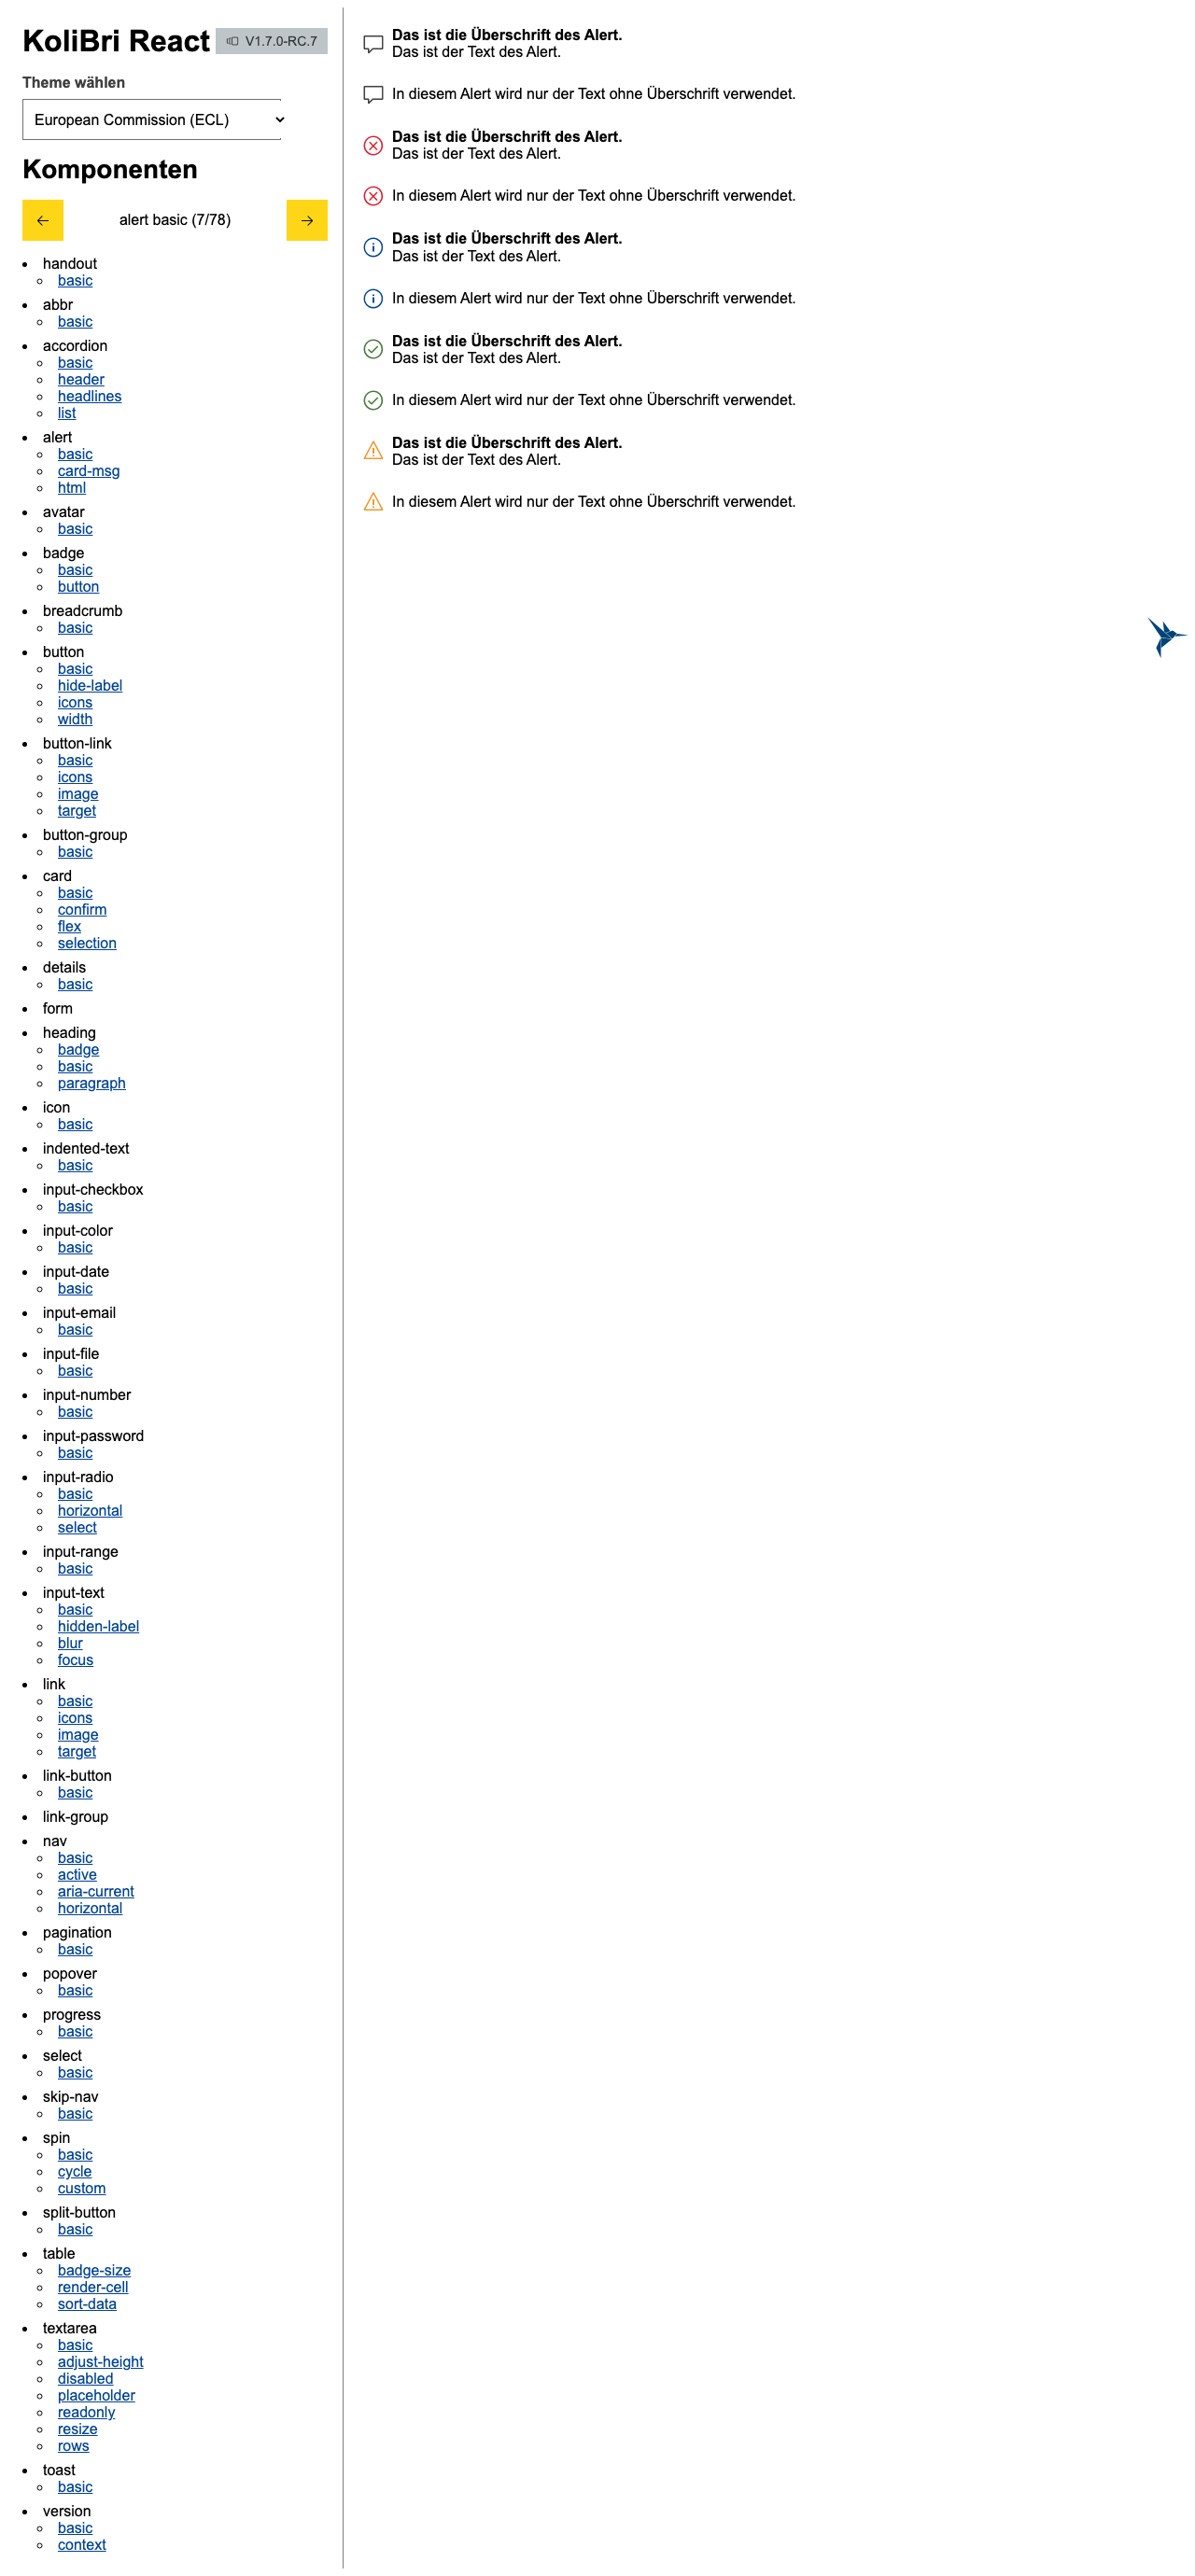 KoliBri React V1.7.0-RC.7
Theme wählen
European Commission (ECL)
Komponenten
alert basic (7/78)
handout
basic
abbr
basic
accordion
basic
header
headlines
list
alert
basic
card-msg
html
avatar
basic
badge
basic
button
breadcrumb
basic
button
basic
hide-label
icons
width
button-link
basic
icons
image
target
button-group
basic
card
basic
confirm
flex
selection
details
basic
form
heading
badge
basic
paragraph
icon
basic
indented-text
basic
input-checkbox
basic
input-color
basic
input-date
basic
input-email
basic
input-file
basic
input-number
basic
input-password
basic
input-radio
basic
horizontal
select
input-range
basic
input-text
basic
hidden-label
blur
focus
link
basic
icons
image
target
link-button
basic
link-group
nav
basic
active
aria-current
horizontal
pagination
basic
popover
basic
progress
basic
select
basic
skip-nav
basic
spin
basic
cycle
custom
split-button
basic
table
badge-size
render-cell
sort-data
textarea
basic
adjust-height
disabled
placeholder
readonly
resize
rows
toast
basic
version
basic
context
Das ist die Überschrift des Alert.
Das ist der Text des Alert.
In diesem Alert wird nur der Text ohne Überschrift verwendet.
Das ist die Überschrift des Alert.
Das ist der Text des Alert.
In diesem Alert wird nur der Text ohne Überschrift verwendet.
Das ist die Überschrift des Alert.
Das ist der Text des Alert.
In diesem Alert wird nur der Text ohne Überschrift verwendet.
Das ist die Überschrift des Alert.
Das ist der Text des Alert.
In diesem Alert wird nur der Text ohne Überschrift verwendet.
Das ist die Überschrift des Alert.
Das ist der Text des Alert.
In diesem Alert wird nur der Text ohne Überschrift verwendet.